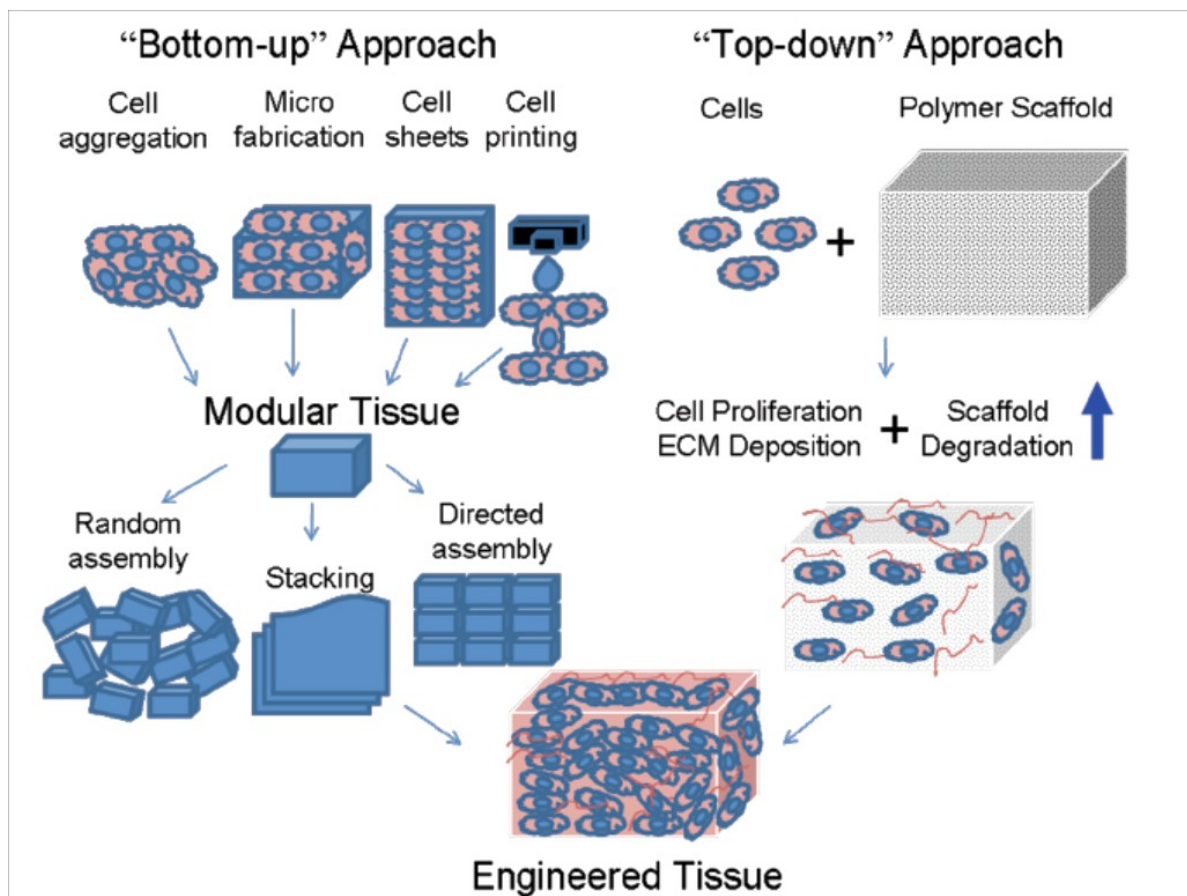 “Bottom-up” Approach
Cell
aggregation
Micro
fabrication
Cell
sheets
Cell
printing
Modular Tissue
Random
assembly
Stacking
Directed
assembly
“Top-down” Approach
Cells
Polymer Scaffold
+
Cell Proliferation
ECM Deposition
+
Scaffold
Degradation
Engineered Tissue